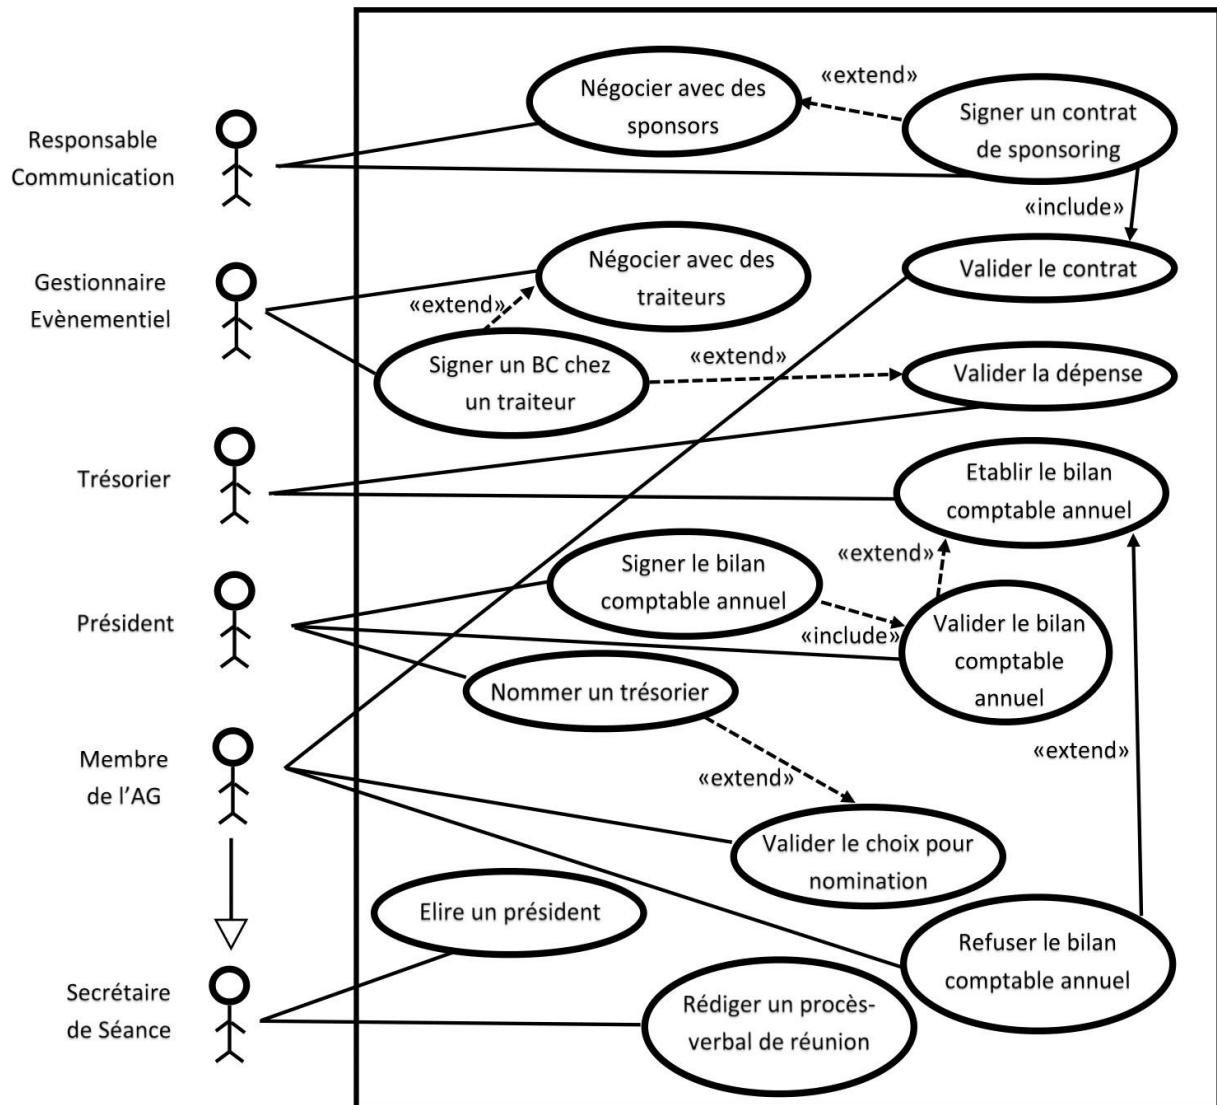 «extend»
Négocier avec des
sponsors
Signer un contrat
de sponsoring
Responsable
Communication
«include»
Négocier avec des
traiteurs
Valider le contrat
Gestionnaire
Evènementiel
«extend»
Signer un BC chez
un traiteur
«extend»
Valider la dépense
Trésorier
Etablir le bilan
comptable annuel
Signer le bilan
comptable annuel
«extend»
Président
«include»
Valider le bilan
comptable
annuel
Nommer un trésorier
Membre
de l'AG
«extend»
«extend»
Valider le choix pour
nomination
Elire un président
Refuser le bilan
comptable annuel
Secrétaire
de Séance
Rédiger un procès-
verbal de réunion